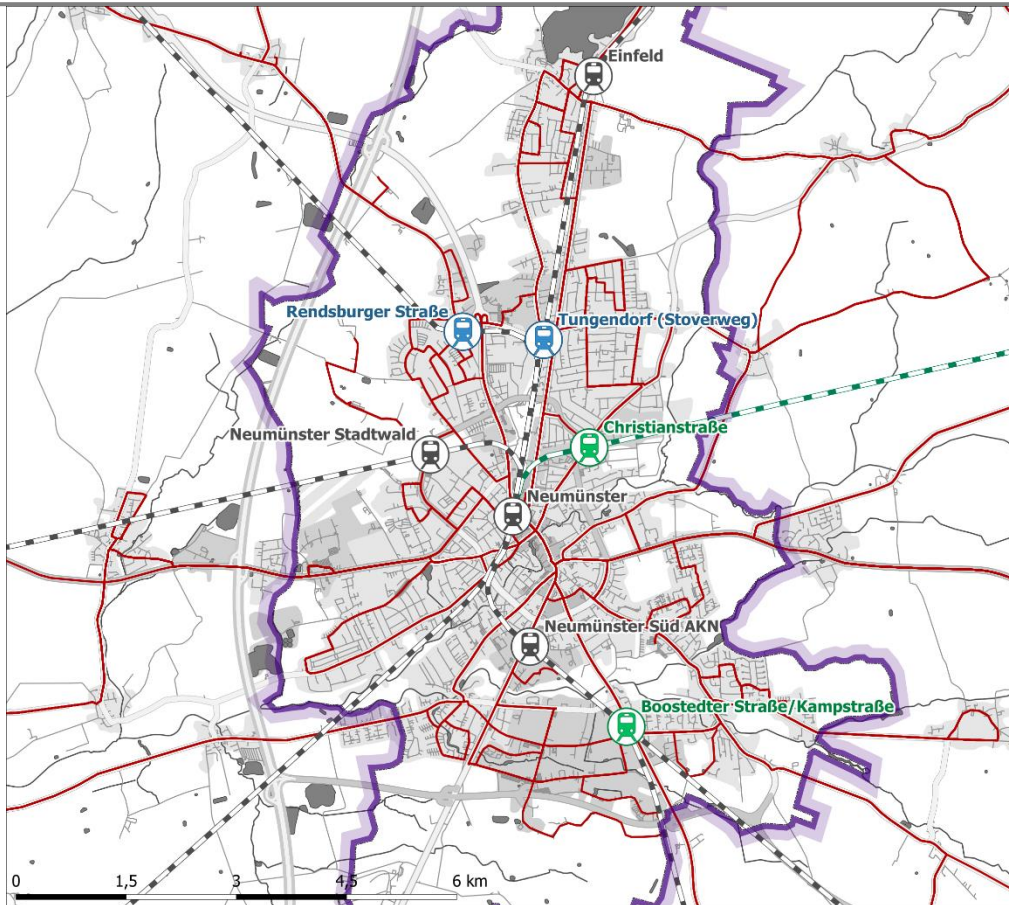 Einfeld
Rendsburger Straße
Tungendorf (Stoverweg)
Christianstraße
Neumünster Stadtwald
Neumünster
Neumünster Süd AKN
Boostedter Straße/Kampstraße
0 1,5 3 4,5 6 km